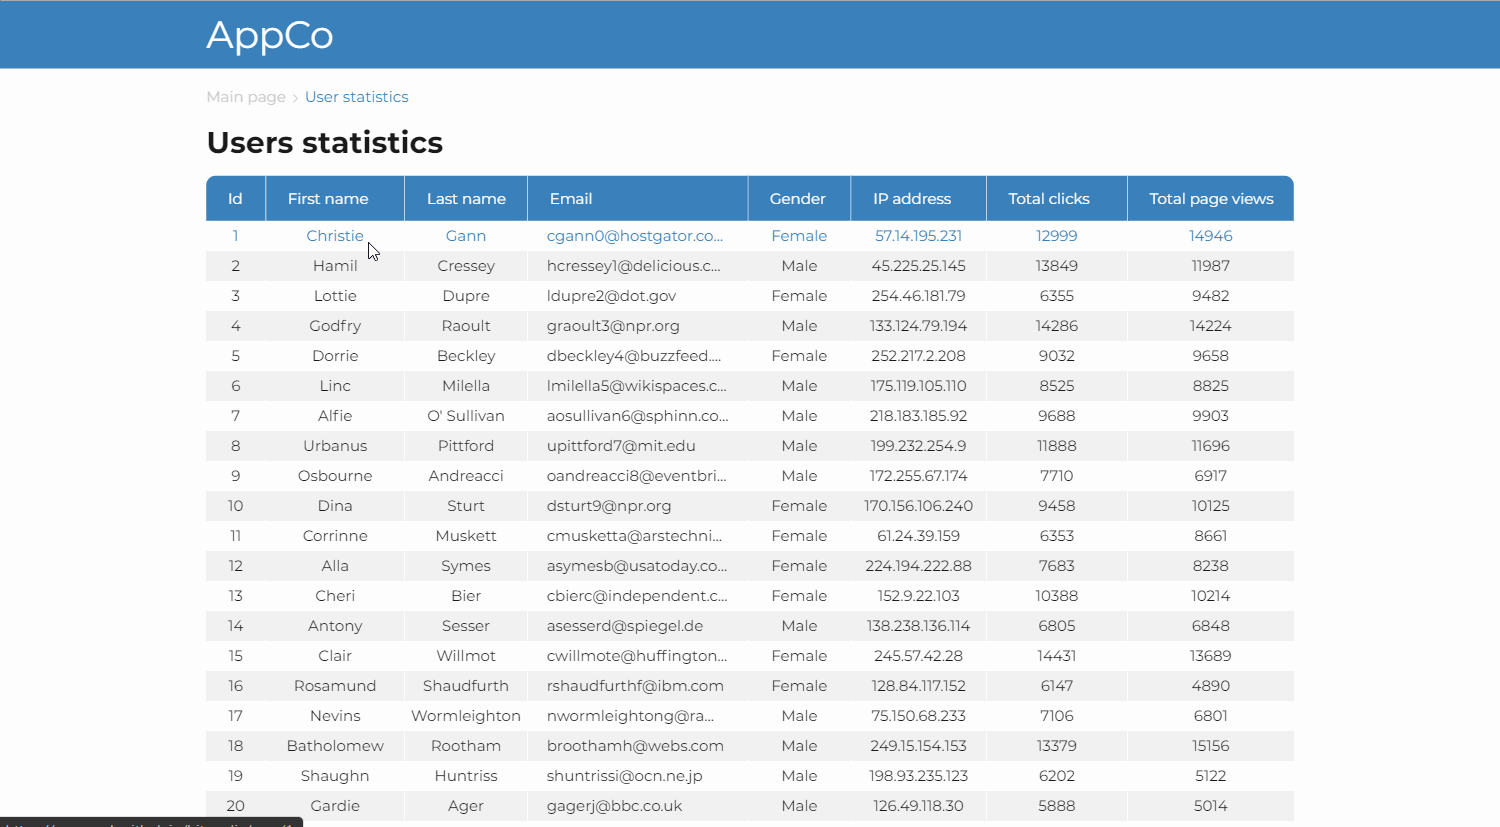 AppCo
Main page > User statistics
Users statistics
Id First name Last name Email Gender IP address Total clicks Total page views
1 Christie Gann cgann0@hostgator.co... Female 57.14.195.231 12999 14946
2 Hamil Cressey hcressey1@delicious.c... Male 45.225.25.145 13849 11987
3 Lottie Dupre ldupre2@dot.gov Female 254.46.181.79 6355 9482
4 Godfry Raoult graoult3@npr.org Male 133.124.79.194 14286 14224
5 Dorrie Beckley dbeckley4@buzzfeed.... Female 252.217.2.208 9032 9658
6 Linc Milella lmilella5@wikispaces.c... Male 175.119.105.110 8525 8825
7 Alfie O' Sullivan aosullivan6@sphinn.co... Male 218.183.185.92 9688 9903
8 Urbanus Pittford upittford7@mit.edu Male 199.232.254.9 11888 11696
9 Osbourne Andreacci oandreacci8@eventbri... Male 172.255.67.174 7710 6917
10 Dina Sturt dsturt9@npr.org Female 170.156.106.240 9458 10125
11 Corrinne Muskett cmusketta@arstechni... Female 61.24.39.159 6353 8661
12 Alla Symes asymesb@usatoday.co... Female 224.194.222.88 7683 8238
13 Cheri Bier cbierc@independent.c... Female 152.9.22.103 10388 10214
14 Antony Sesser asesserd@spiegel.de Male 138.238.136.114 6805 6848
15 Clair Willmot cwillmote@huffington... Female 245.57.42.28 14431 13689
16 Rosamund Shaudfurth rshaudfurthf@ibm.com Female 128.84.117.152 6147 4890
17 Nevins Wormleighton nwormleightong@ra... Male 75.150.68.233 7106 6801
18 Batholomew Rootham broothamh@webs.com Male 249.15.154.153 13379 15156
19 Shaughn Huntriss shuntrissi@ocn.ne.jp Male 198.93.235.123 6202 5122
20 Gardie Ager gagerj@bbc.co.uk Male 126.49.118.30 5888 5014